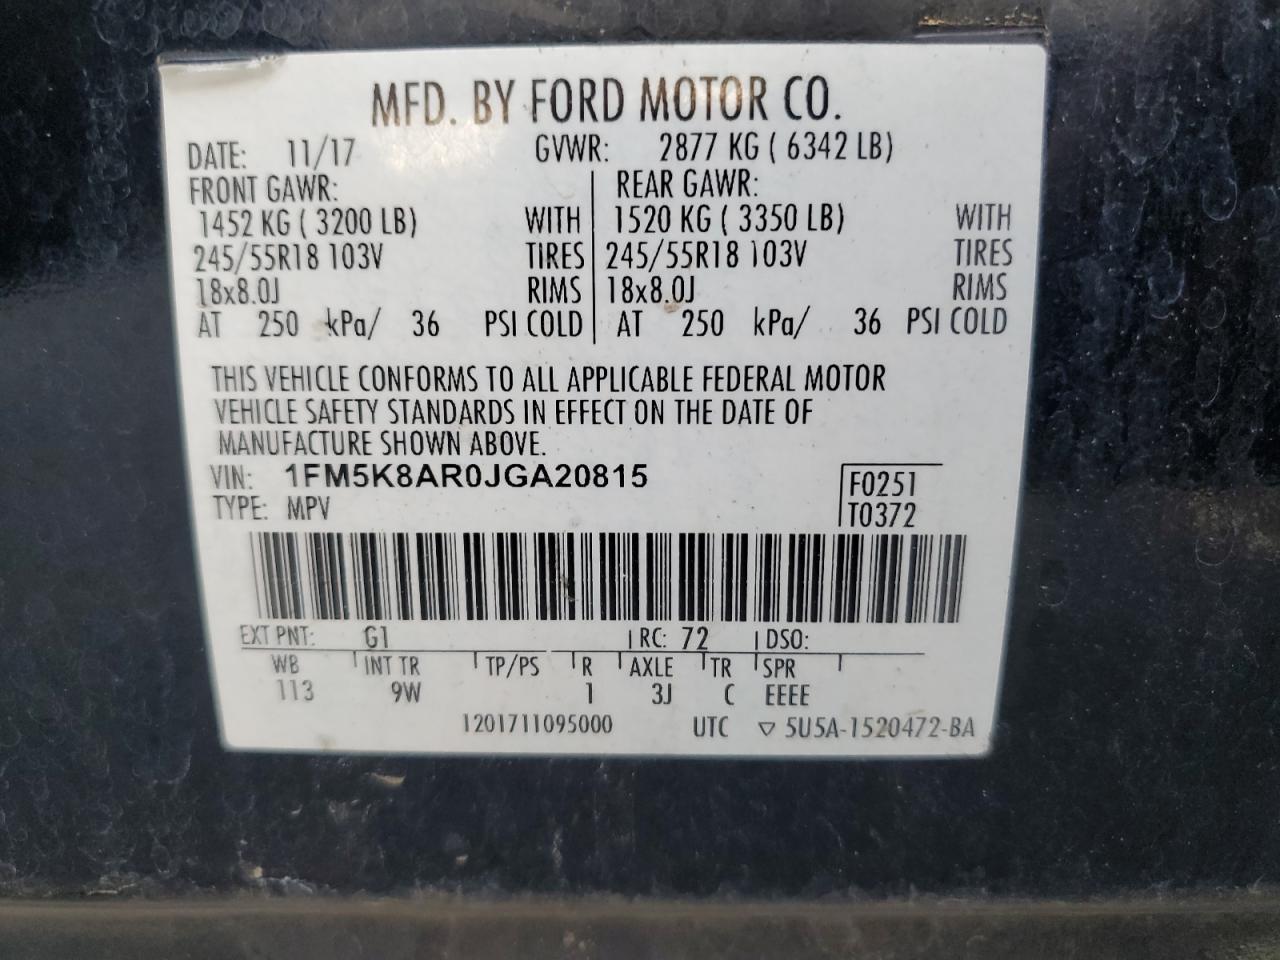 MFD. BY FORD MOTOR CO.
DATE: 11/17 GVWR: 2877 KG ( 6342 LB)
FRONT GAWR: REAR GAWR:
1452 KG ( 3200 LB) WITH 1520 KG ( 3350 LB) WITH
245/55R18 103V TIRES 245/55R18 103V TIRES
18x8.0J RIMS 18x8.0J RIMS
AT 250 kPa/ 36 PSI COLD AT 250 kPa/ 36 PSI COLD
THIS VEHICLE CONFORMS TO ALL APPLICABLE FEDERAL MOTOR
VEHICLE SAFETY STANDARDS IN EFFECT ON THE DATE OF
MANUFACTURE SHOWN ABOVE.
VIN: 1FM5K8AR0JGA20815 F0251
TYPE: MPV T0372
EXT PNT: G1 RC: 72 DSO:
WB INT TR TP/PS R AXLE TR SPR
113 9W 1 3J C EEEE
1201711095000 UTC ▽ 5U5A-1520472-BA